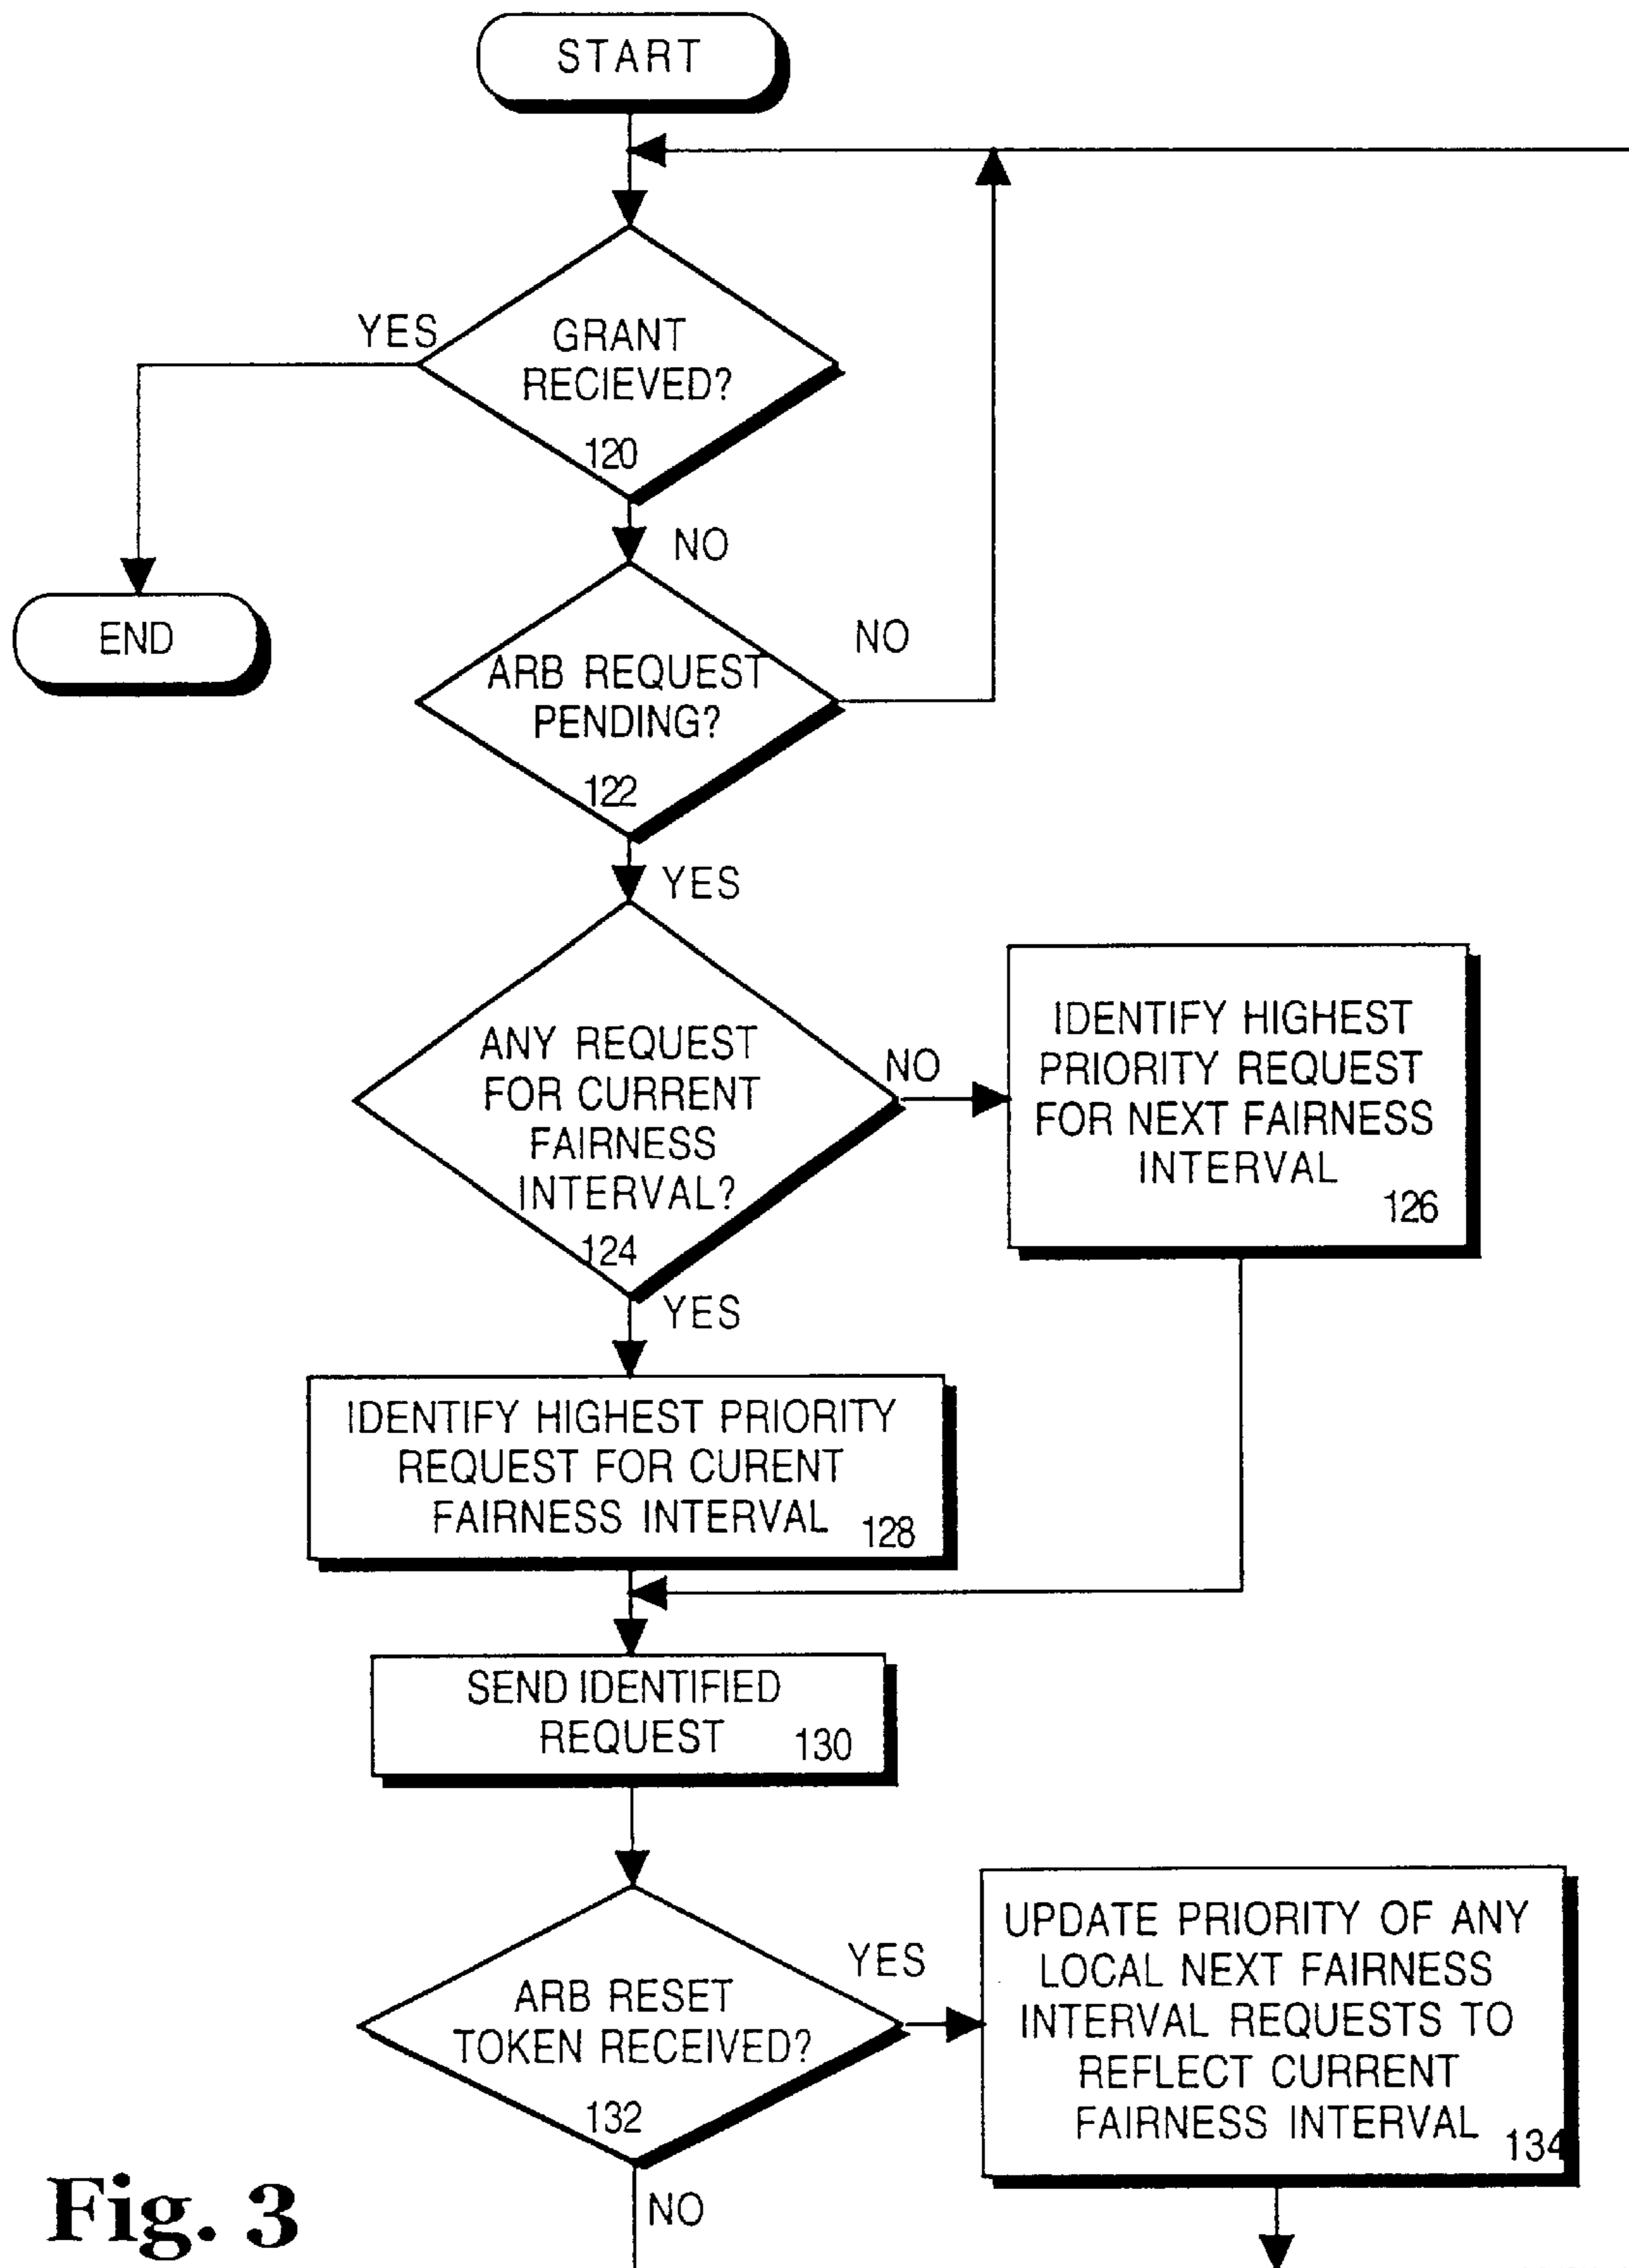 START
YES
GRANT
RECIEVED?
120
NO
END
NO
ARB REQUEST
PENDING?
122
YES
ANY REQUEST
FOR CURRENT
FAIRNESS
INTERVAL?
124
NO
IDENTIFY HIGHEST
PRIORITY REQUEST
FOR NEXT FAIRNESS
INTERVAL
126
YES
IDENTIFY HIGHEST PRIORITY
REQUEST FOR CURENT
FAIRNESS INTERVAL
128
SEND IDENTIFIED
REQUEST
130
ARB RESET
TOKEN RECEIVED?
132
YES
UPDATE PRIORITY OF ANY
LOCAL NEXT FAIRNESS
INTERVAL REQUESTS TO
REFLECT CURRENT
FAIRNESS INTERVAL
134
NO
Fig. 3